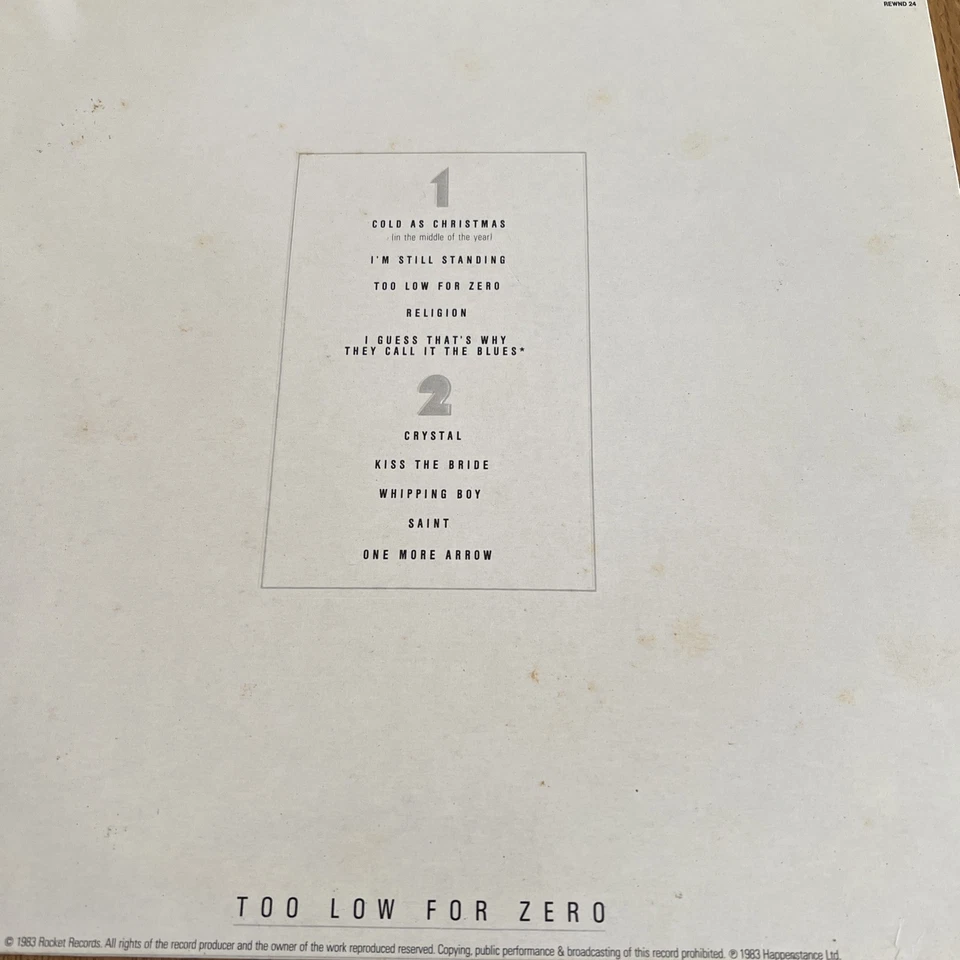 REWND 24
1
COLD AS CHRISTMAS
(in the middle of the year)
I'M STILL STANDING
TOO LOW FOR ZERO
RELIGION
I GUESS THAT'S WHY
THEY CALL IT THE BLUES*
2
CRYSTAL
KISS THE BRIDE
WHIPPING BOY
SAINT
ONE MORE ARROW
TOO LOW FOR ZERO
© 1983 Rocket Records. All rights of the record producer and the owner of the work reproduced reserved. Copying, public performance & broadcasting of this record prohibited. ℗ 1983 Happenstance Ltd.